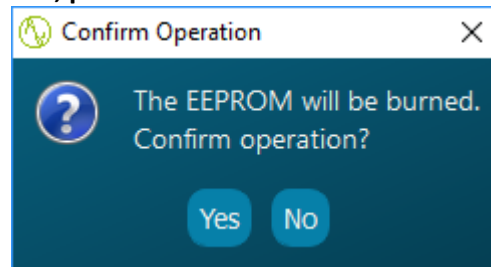 Confirm Operation
The EEPROM will be burned.
Confirm operation?
Yes No